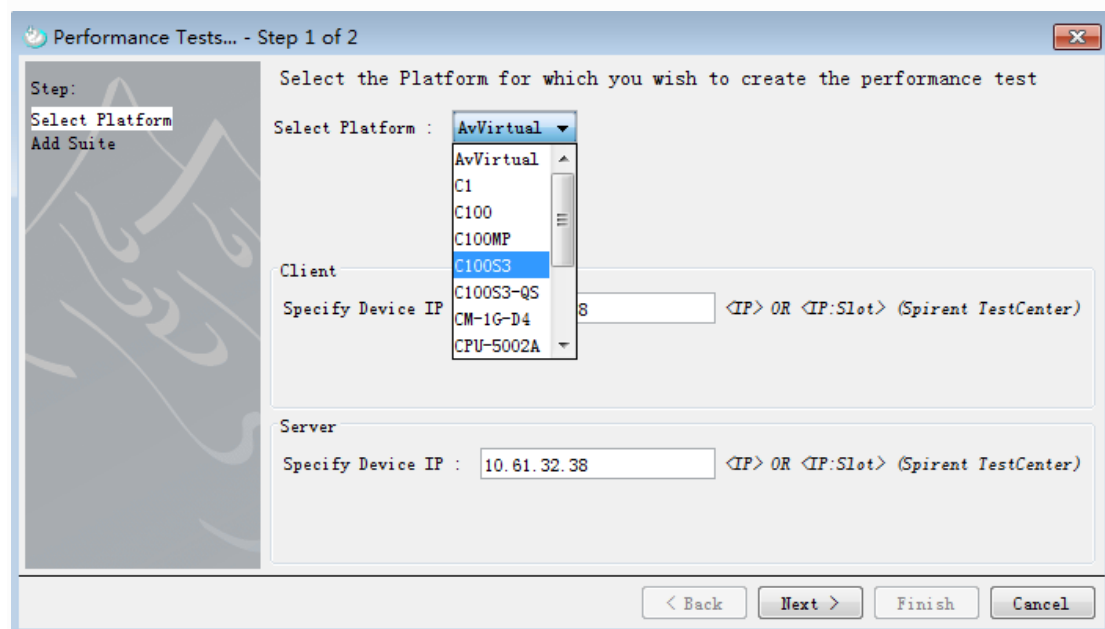 Performance Tests... - Step 1 of 2
Step:
Select Platform
Add Suite
Select the Platform for which you wish to create the performance test
Select Platform : AvVirtual
AvVirtual
C1
C100
C100MP
C100S3
C100S3-QS
CM-1G-D4
CPU-5002A
Client
Specify Device IP 8 <IP> OR <IP:Slot> (Spirent TestCenter)
Server
Specify Device IP : 10.61.32.38 <IP> OR <IP:Slot> (Spirent TestCenter)
< Back Next > Finish Cancel